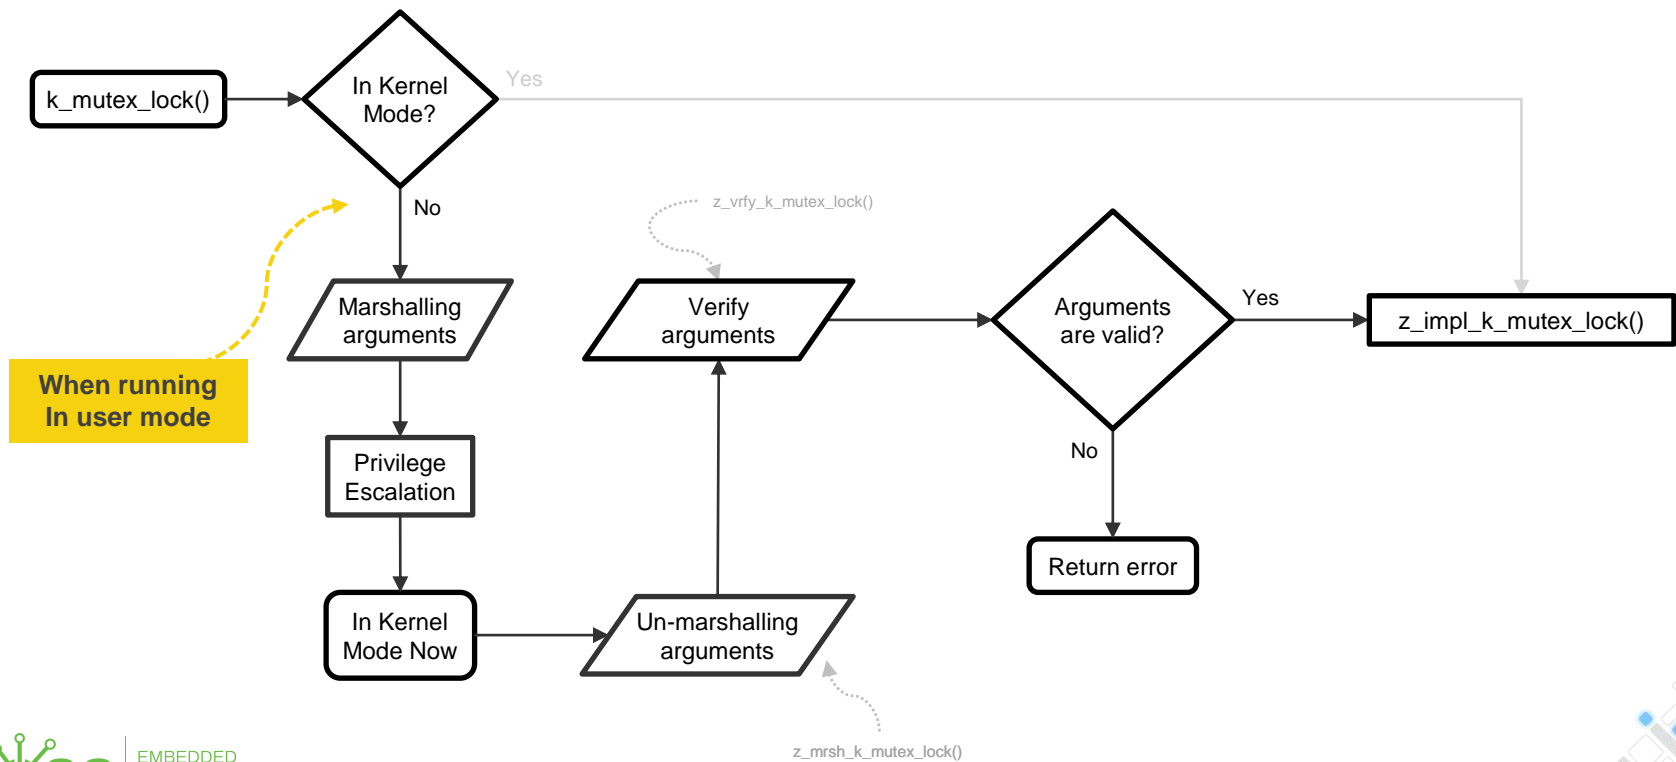 k_mutex_lock()
In Kernel
Mode?
Yes
No
When running
In user mode
Marshalling
arguments
Privilege
Escalation
In Kernel
Mode Now
Un-marshalling
arguments
z_mrsh_k_mutex_lock()
z_vrfy_k_mutex_lock()
Verify
arguments
Arguments
are valid?
Yes
No
Return error
z_impl_k_mutex_lock()
EMBEDDED